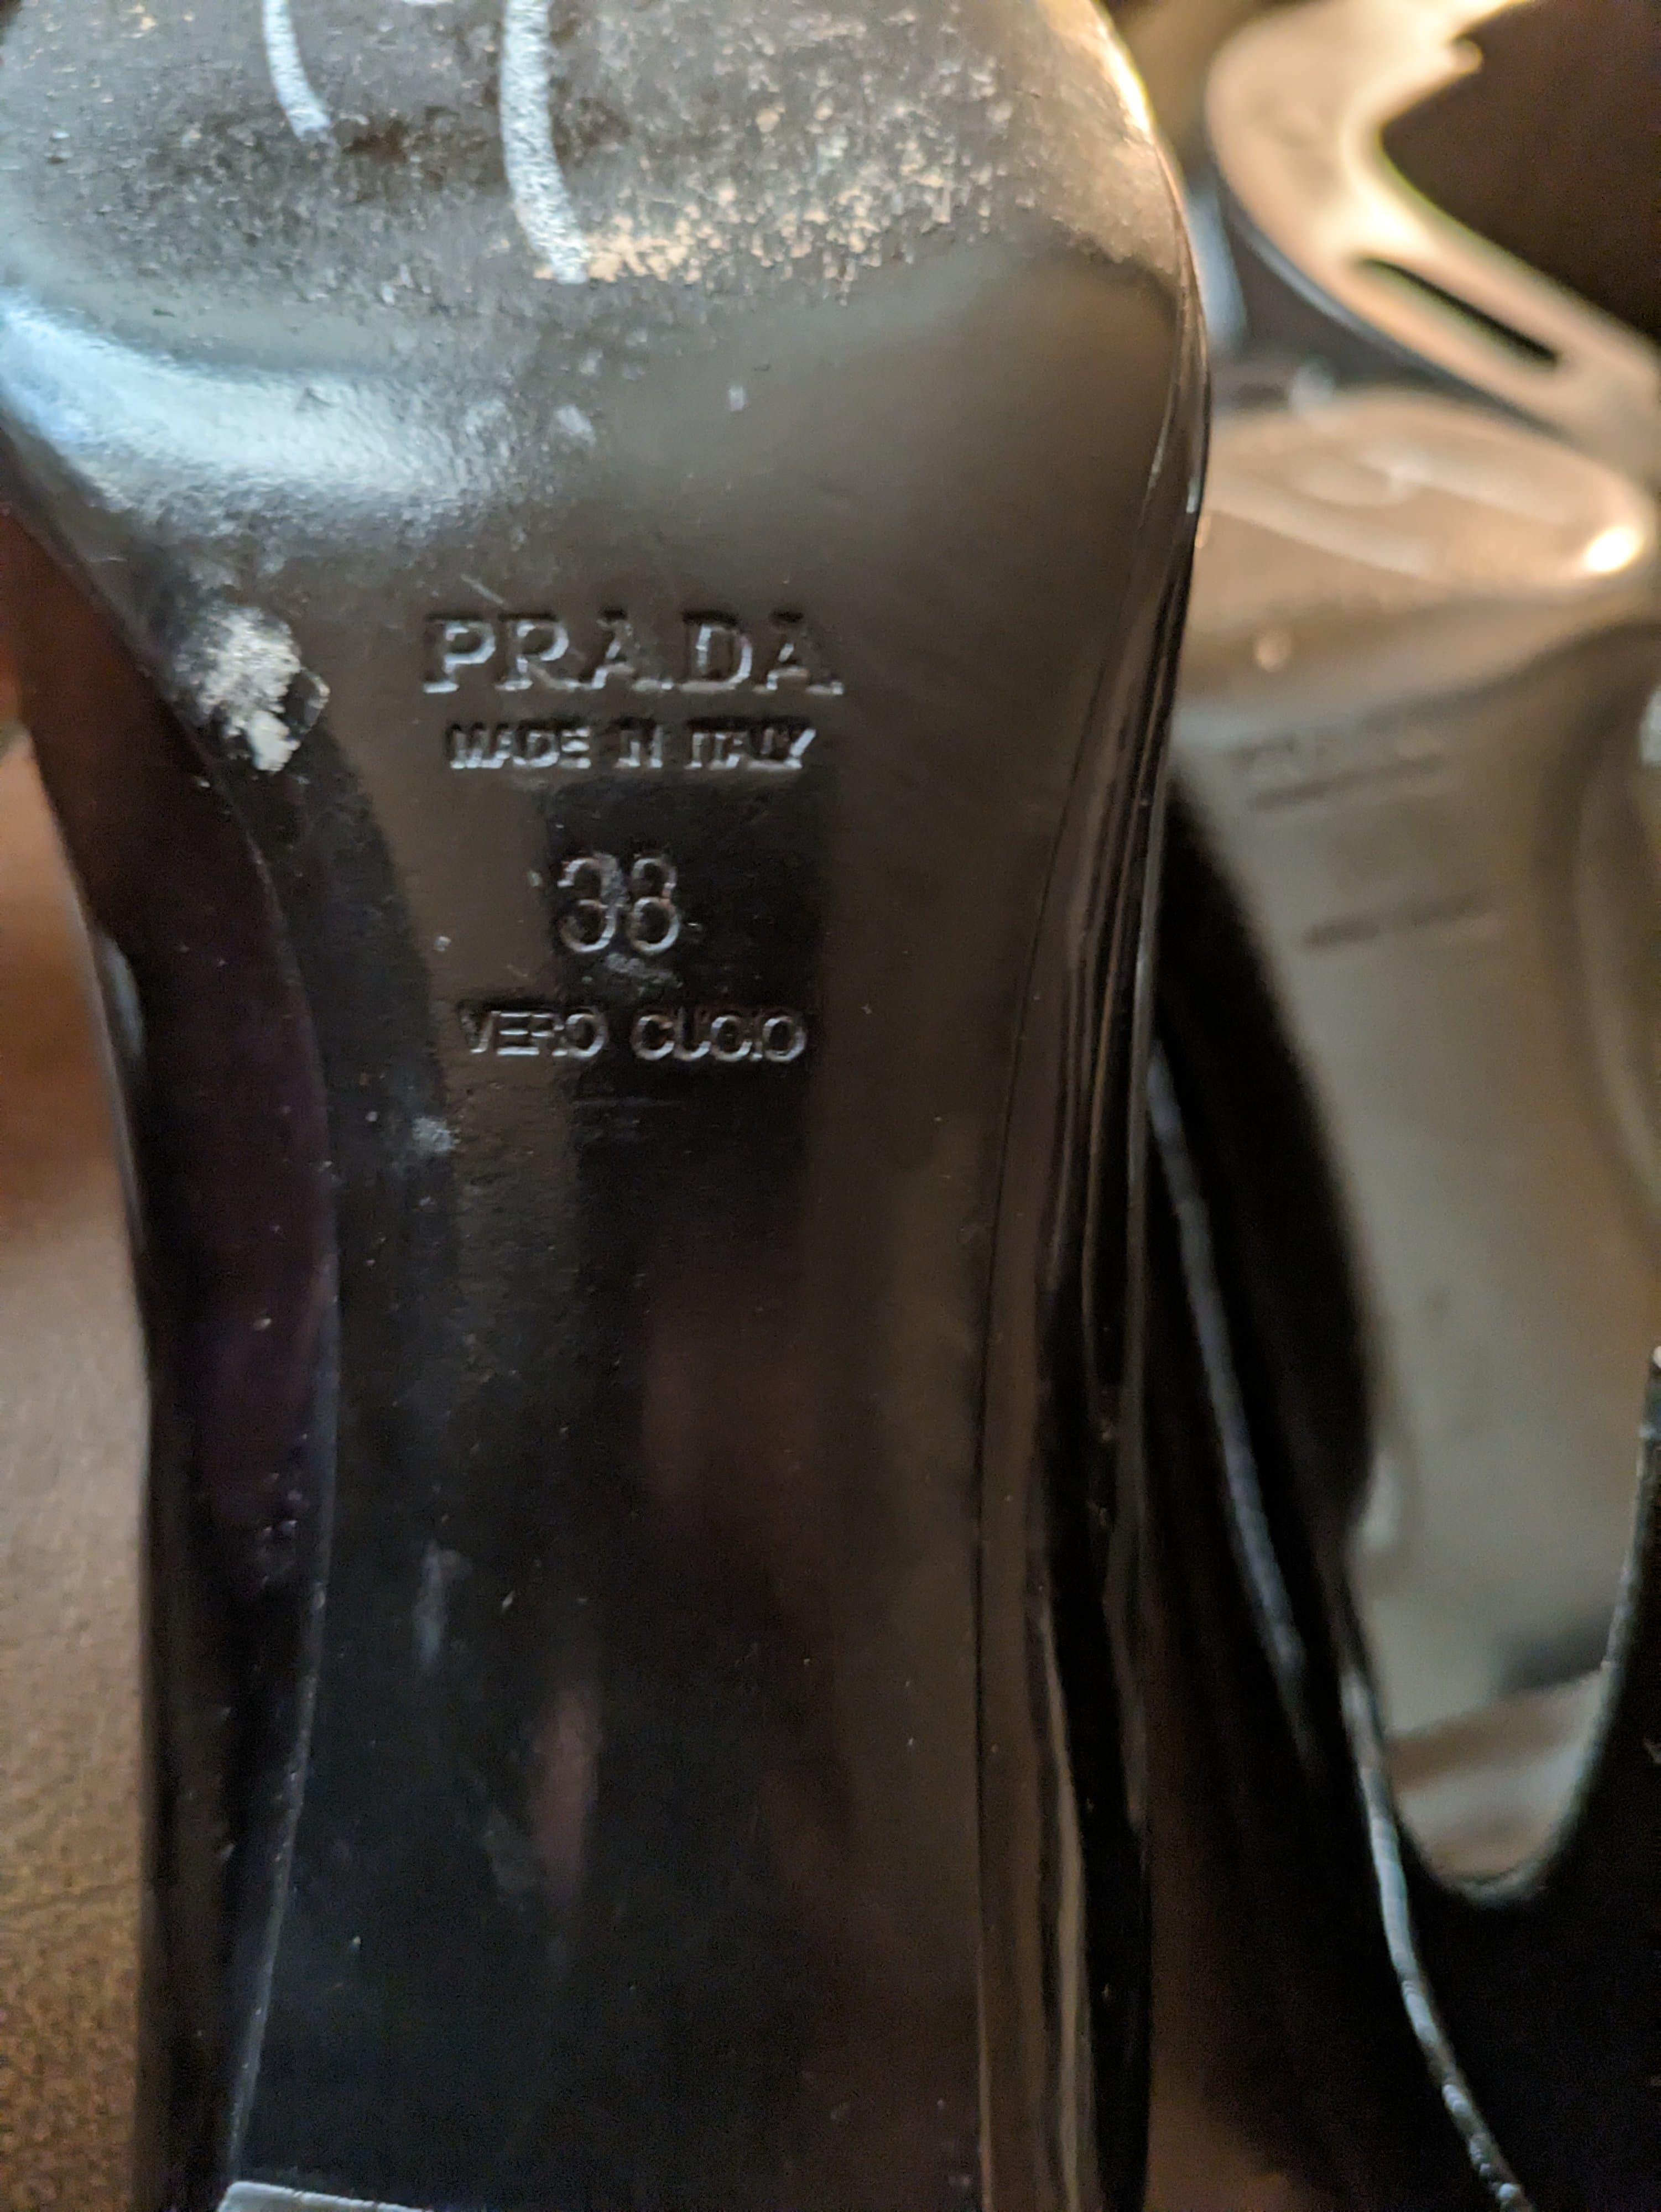 PRADA
MADE IN ITALY
38
VERO CUOIO